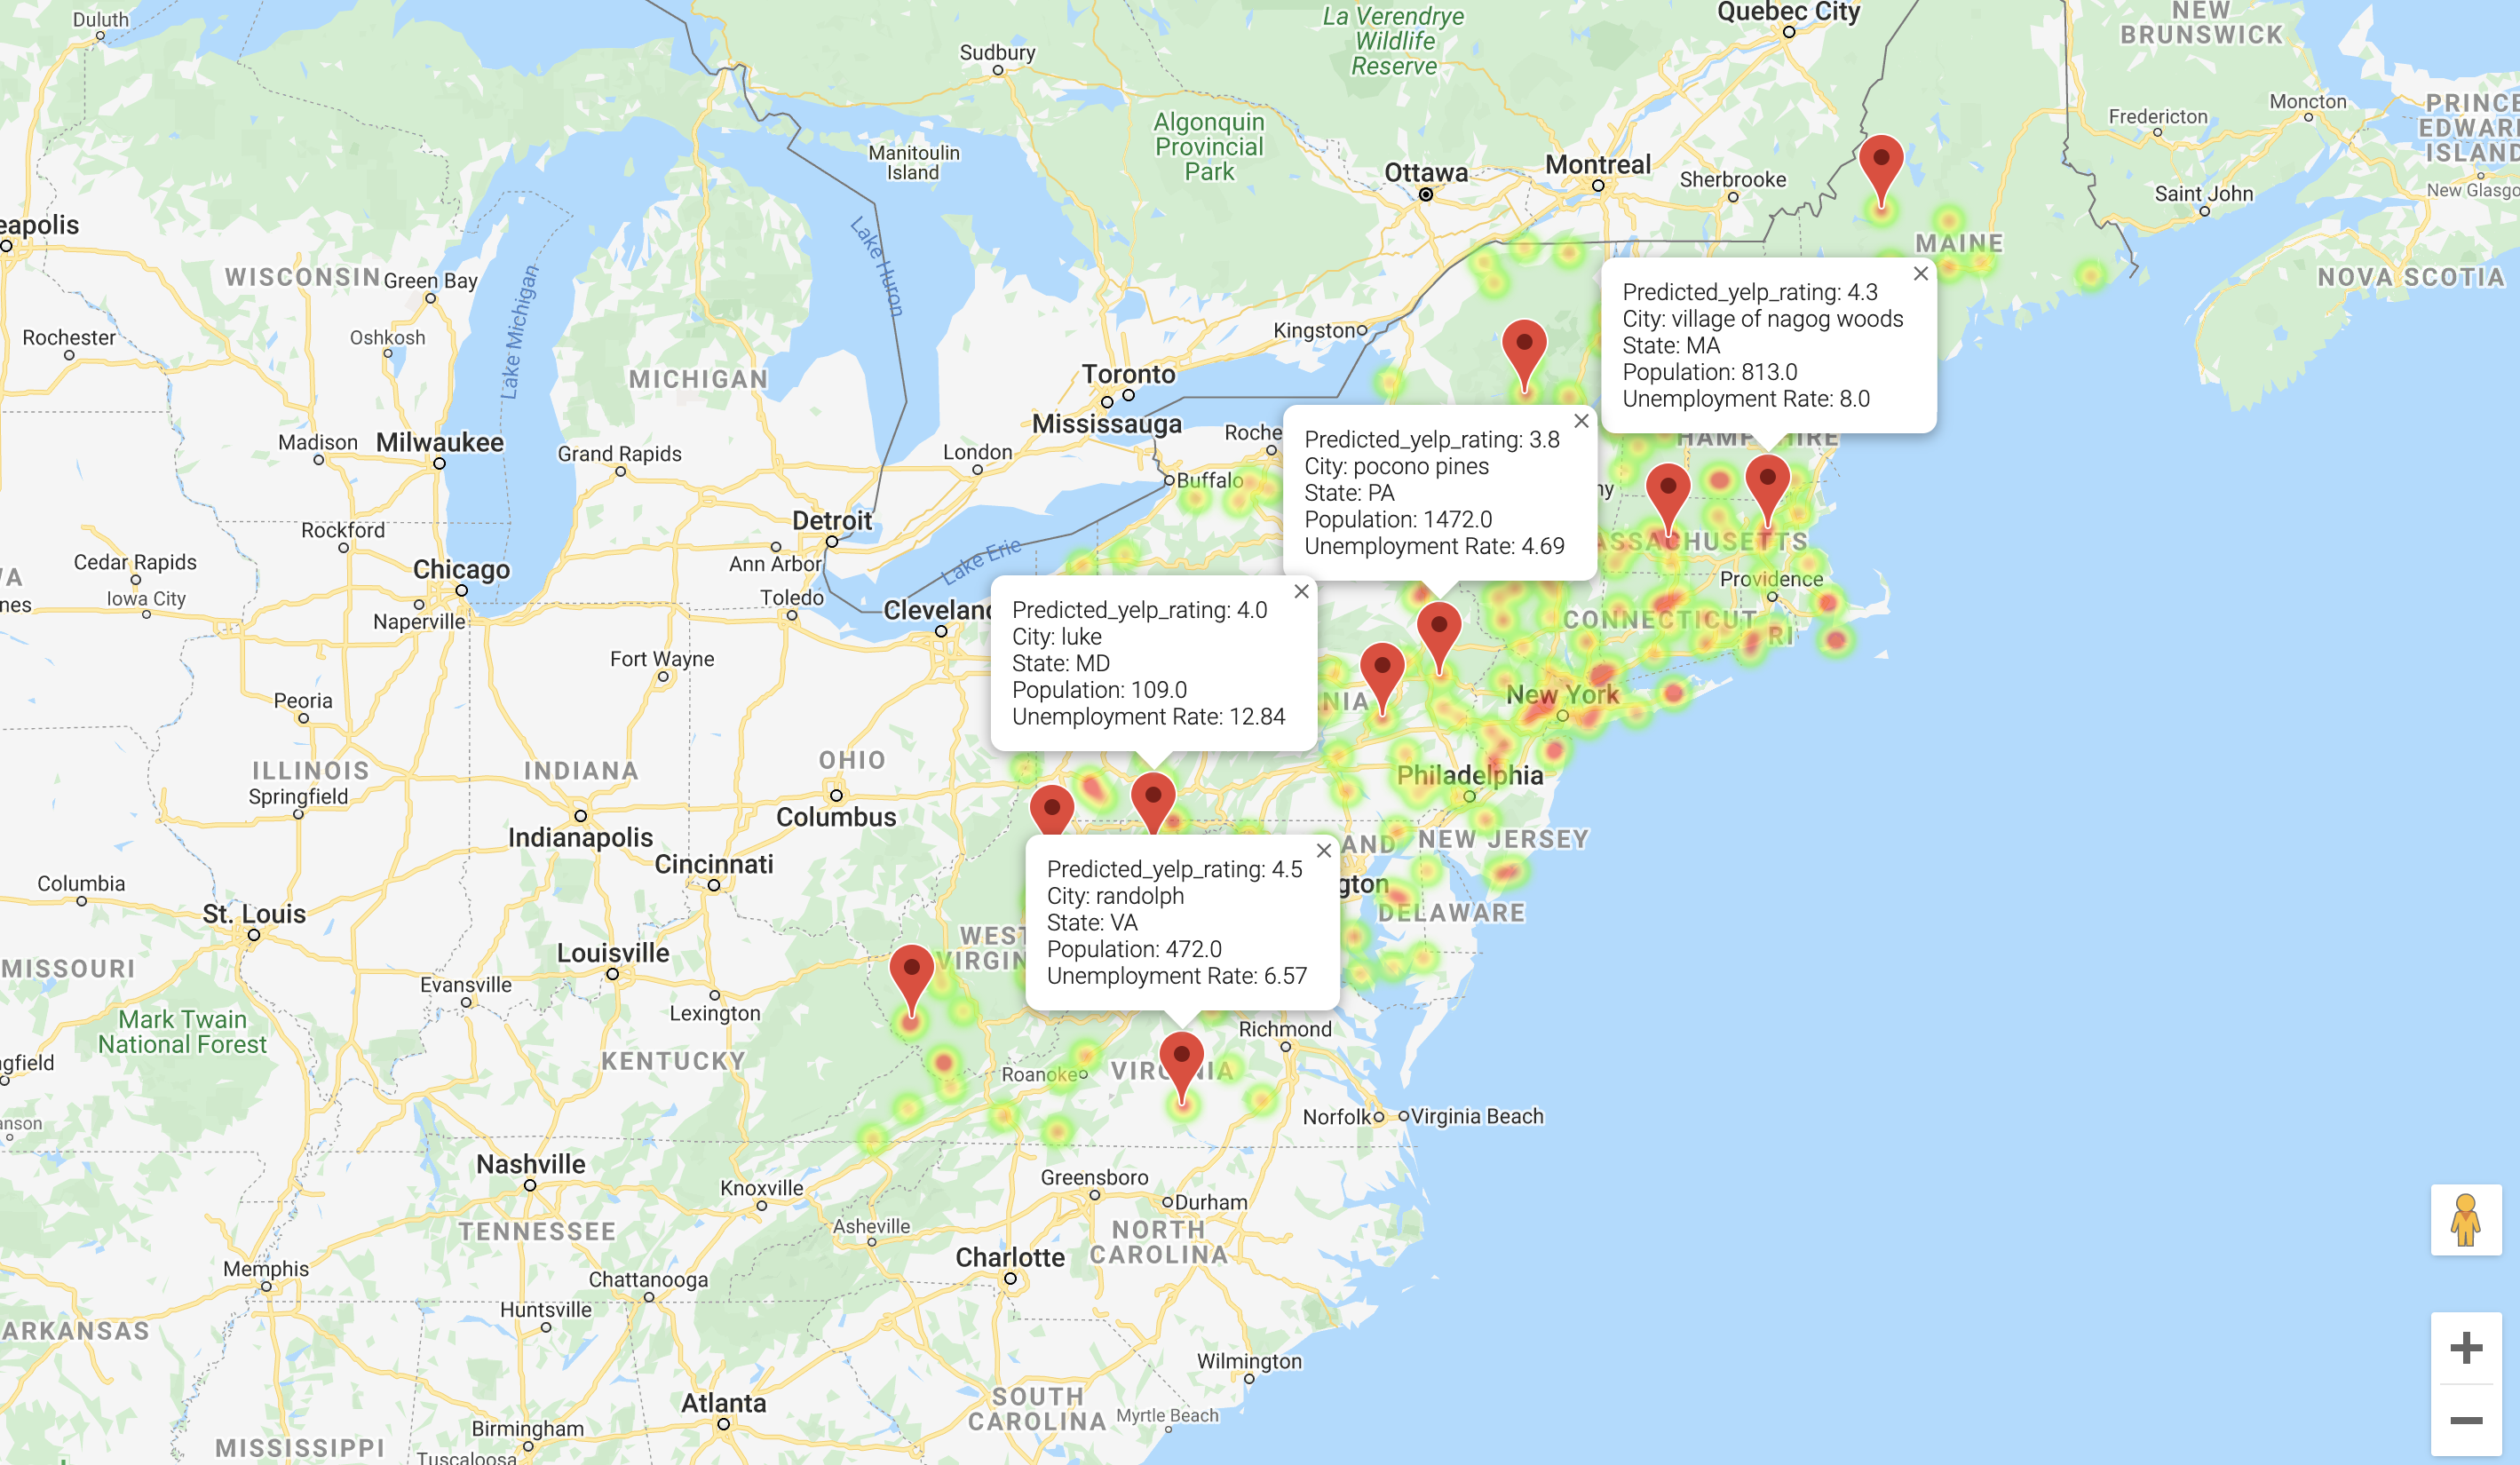 Duluth
Sudbury
La Verendrye
Wildlife
Reserve
Quebec City
NEW
BRUNSWICK
Moncton
Fredericton
PRINCE
EDWARD
ISLAND
New Glasgo
Algonquin
Provincial
Park
Manitoulin
Island
Ottawa
Montreal
Sherbrooke
Saint John
MAINE
NOVA SCOTIA
eapolis
WISCONSIN
Green Bay
Lake Huron
Lake Michigan
Rochester
Oshkosh
MICHIGAN
Kingston
Toronto
Mississauga
Predicted_yelp_rating: 4.3
City: village of nagog woods
State: MA
Population: 813.0
Unemployment Rate: 8.0
Madison
Milwaukee
Grand Rapids
London
Roche
Buffalo
Predicted_yelp_rating: 3.8
City: pocono pines
State: PA
Population: 1472.0
Unemployment Rate: 4.69
HAMPSHIRE
ny
Rockford
Detroit
Ann Arbor
Lake Erie
ASSACHUSETTS
Cedar Rapids
Chicago
Iowa City
Naperville
VA
nes
Toledo
Cleveland
Providence
CONNECTICUT
RI
Predicted_yelp_rating: 4.0
City: luke
State: MD
Population: 109.0
Unemployment Rate: 12.84
Fort Wayne
Peoria
NIA
New York
ILLINOIS
Springfield
INDIANA
OHIO
Columbus
Indianapolis
Philadelphia
Cincinnati
AND
NEW JERSEY
Predicted_yelp_rating: 4.5
City: randolph
State: VA
Population: 472.0
Unemployment Rate: 6.57
gton
DELAWARE
Columbia
St. Louis
WEST
VIRGIN
Louisville
MISSOURI
Evansville
Lexington
Mark Twain
National Forest
ngfield
KENTUCKY
Richmond
Roanoke
VIRGINIA
Norfolk
Virginia Beach
anson
Nashville
Knoxville
Greensboro
Durham
TENNESSEE
Asheville
NORTH
CAROLINA
Charlotte
Memphis
Chattanooga
Huntsville
ARKANSAS
Wilmington
Atlanta
SOUTH
CAROLINA
Myrtle Beach
Birmingham
MISSISSIPPI
Tuscaloosa